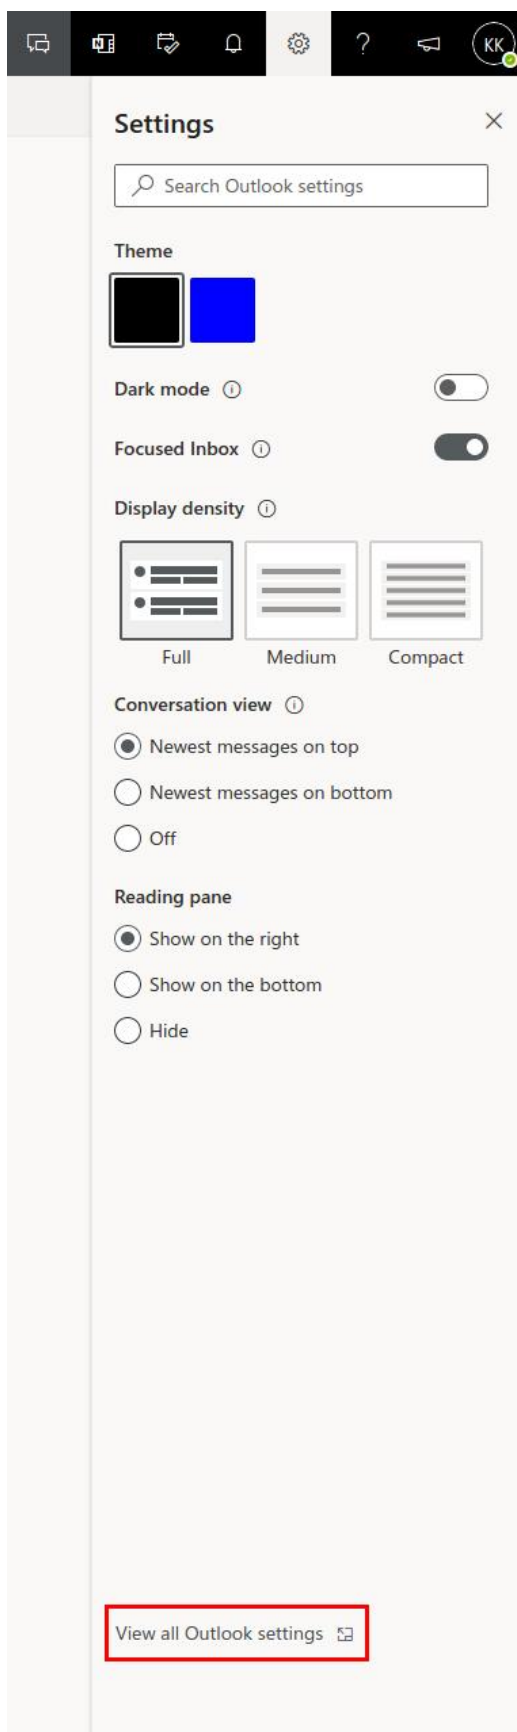 KK
Settings
Search Outlook settings
Theme
Dark mode
Focused Inbox
Display density
Full Medium Compact
Conversation view
Newest messages on top
Newest messages on bottom
Off
Reading pane
Show on the right
Show on the bottom
Hide
View all Outlook settings